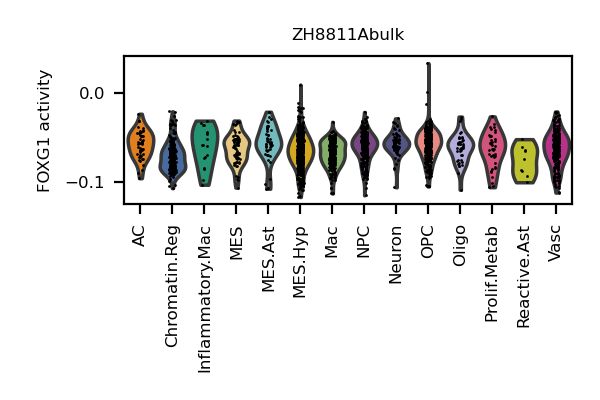 ZH8811Abulk
FOXG1 activity
0.0
−0.1
AC
Chromatin.Reg
Inflammatory.Mac
MES
MES.Ast
MES.Hyp
Mac
NPC
Neuron
OPC
Oligo
Prolif.Metab
Reactive.Ast
Vasc